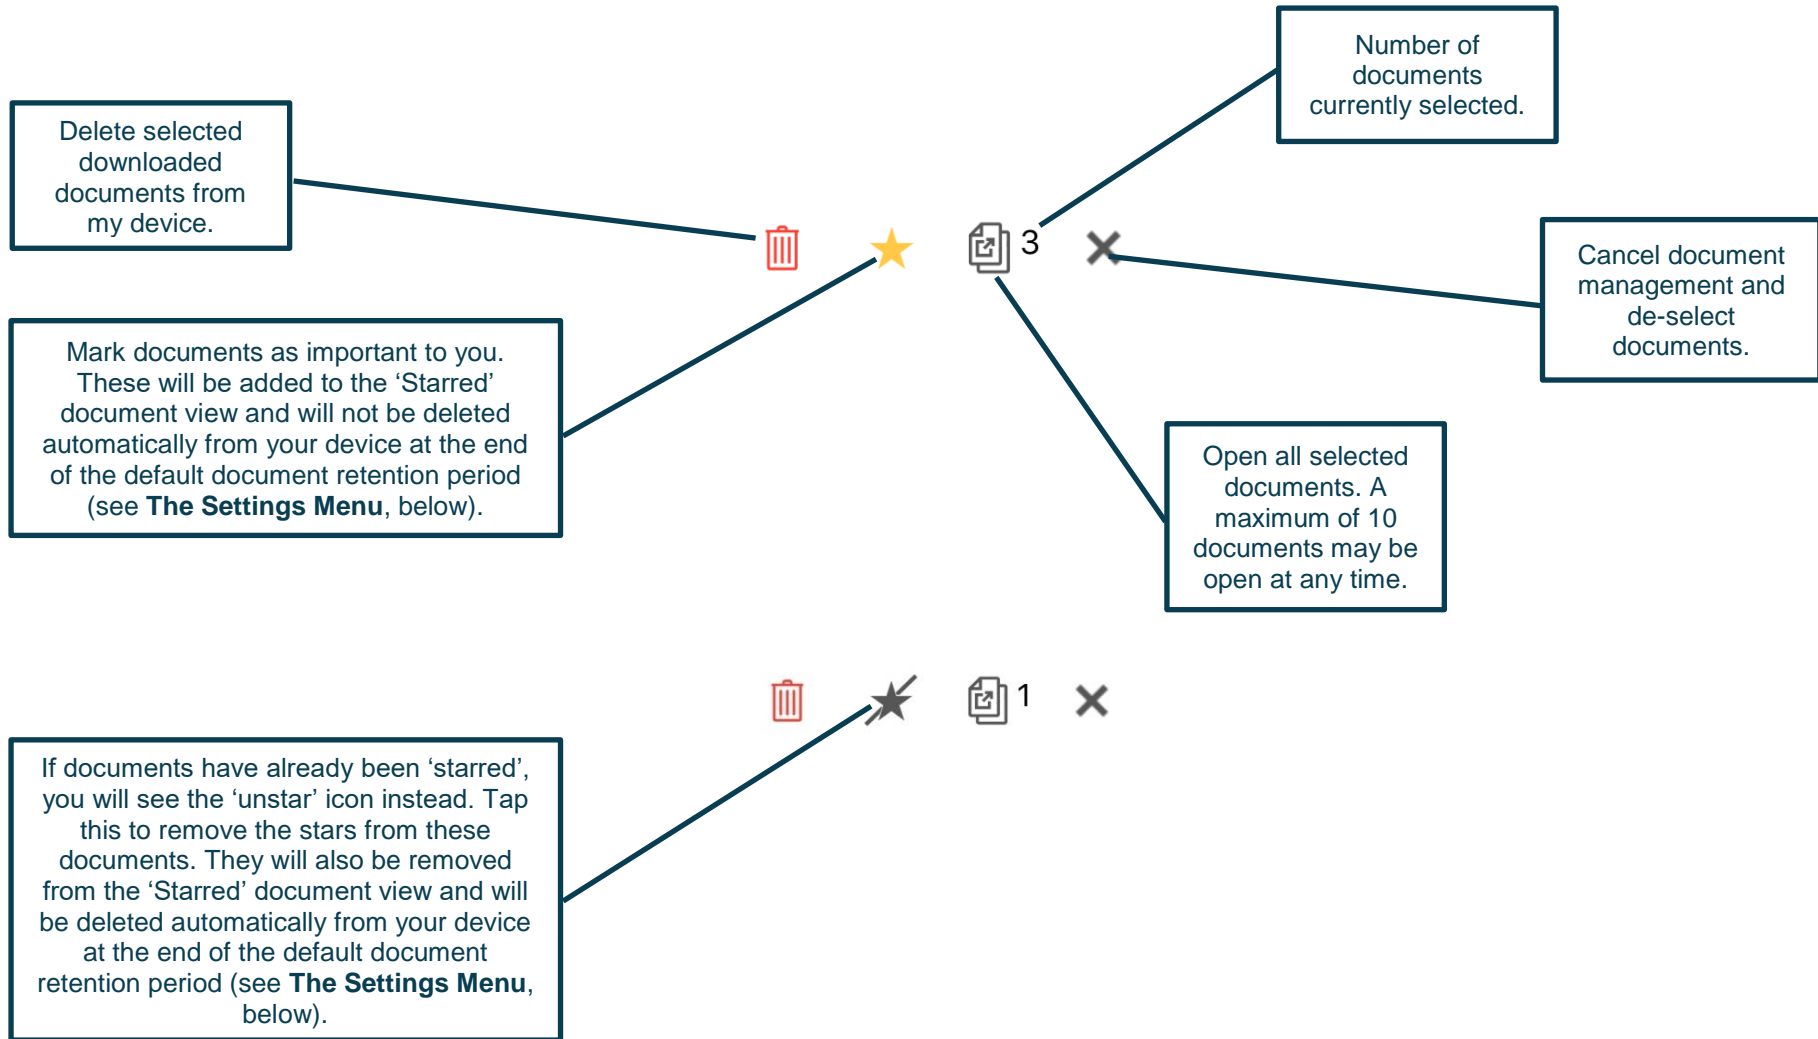 Number of
documents
currently selected.
Delete selected
downloaded
documents from
my device.
3
Cancel document
management and
de-select
documents.
Mark documents as important to you.
These will be added to the ‘Starred’
document view and will not be deleted
automatically from your device at the end
of the default document retention period
(see The Settings Menu, below).
Open all selected
documents. A
maximum of 10
documents may be
open at any time.
1
If documents have already been ‘starred’,
you will see the ‘unstar’ icon instead. Tap
this to remove the stars from these
documents. They will also be removed
from the ‘Starred’ document view and will
be deleted automatically from your device
at the end of the default document
retention period (see The Settings Menu,
below).